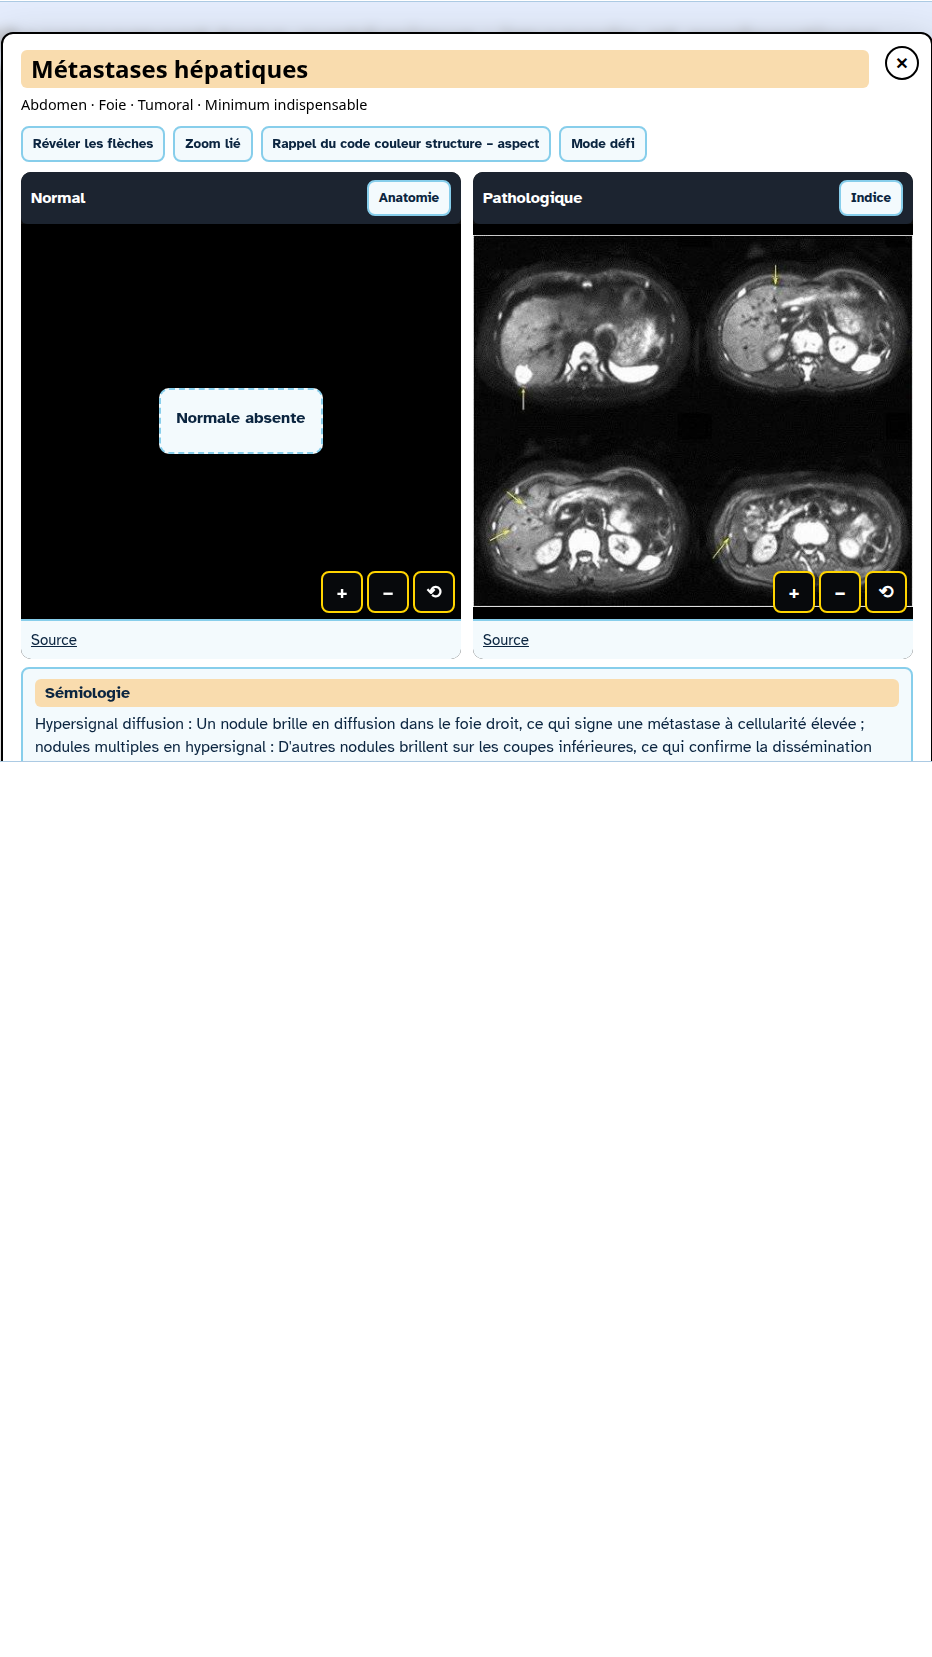 Métastases hépatiques
×
Abdomen · Foie · Tumoral · Minimum indispensable
Révéler les flèches
Zoom lié
Rappel du code couleur structure – aspect
Mode défi
Normal
Anatomie
Pathologique
Indice
Normale absente
+
–
⟲
+
–
⟲
Source
Source
Sémiologie
Hypersignal diffusion : Un nodule brille en diffusion dans le foie droit, ce qui signe une métastase à cellularité élevée ;
nodules multiples en hypersignal : D'autres nodules brillent sur les coupes inférieures, ce qui confirme la dissémination